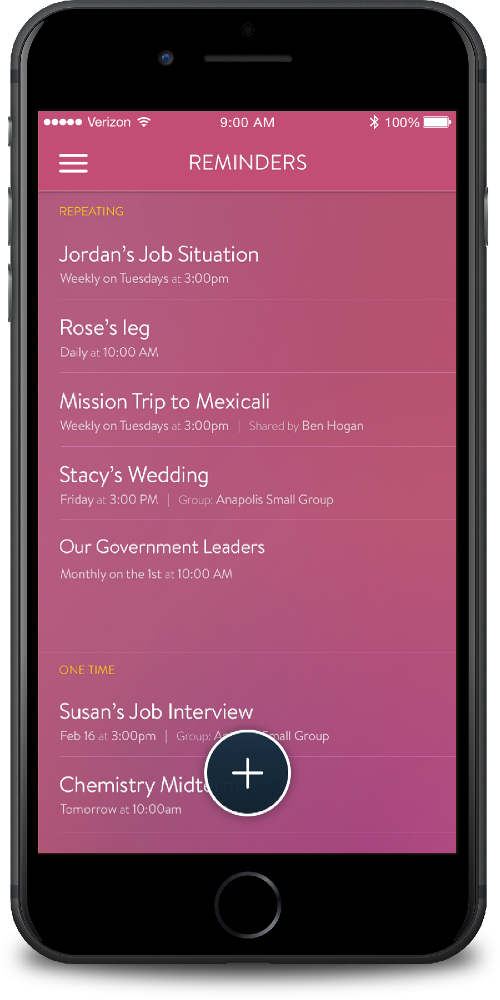 Verizon 9:00 AM 100%
REMINDERS
REPEATING
Jordan's Job Situation
Weekly on Tuesdays at 3:00pm
Rose's leg
Daily at 10:00 AM
Mission Trip to Mexicali
Weekly on Tuesdays at 3:00pm | Shared by Ben Hogan
Stacy's Wedding
Friday at 3:00 PM | Group: Anapolis Small Group
Our Government Leaders
Monthly on the 1st at 10:00 AM
ONE TIME
Susan's Job Interview
Feb 16 at 3:00pm | Group: Small Group
Chemistry Midterm
Tomorrow at 10:00am